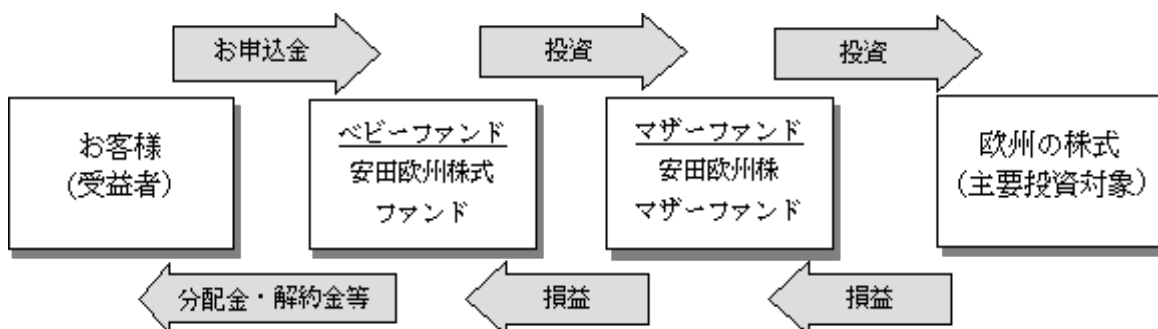 お申込金
投資
投資
お客様
(受益者)
ベビーファンド
安田欧州株式
ファンド
マザーファンド
安田欧州株
マザーファンド
欧州の株式
(主要投資対象)
分配金・解約金等
損益
損益